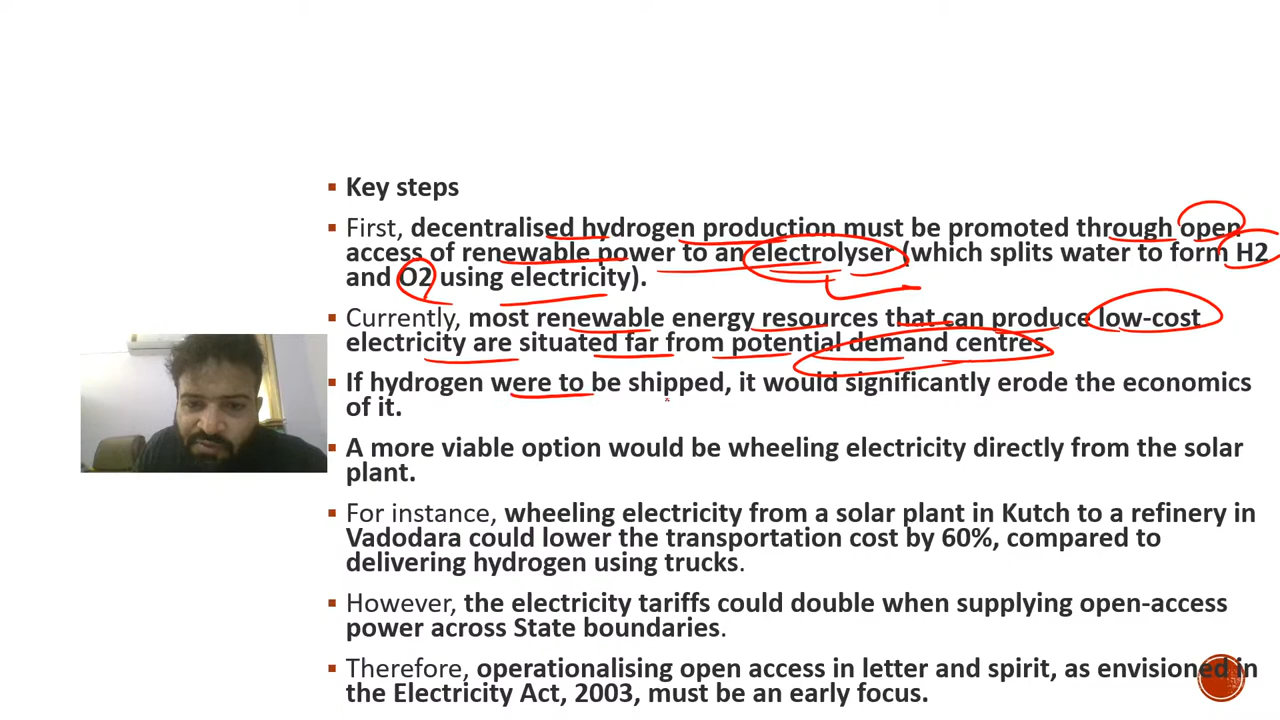 Key steps
First, decentralised hydrogen production must be promoted through open
access of renewable power to an electrolyser (which splits water to form H2
and O2 using electricity).
Currently, most renewable energy resources that can produce low-cost
electricity are situated far from potential demand centres.
If hydrogen were to be shipped, it would significantly erode the economics
of it.
A more viable option would be wheeling electricity directly from the solar
plant.
For instance, wheeling electricity from a solar plant in Kutch to a refinery in
Vadodara could lower the transportation cost by 60%, compared to
delivering hydrogen using trucks.
However, the electricity tariffs could double when supplying open-access
power across State boundaries.
Therefore, operationalising open access in letter and spirit, as envisioned in
the Electricity Act, 2003, must be an early focus.